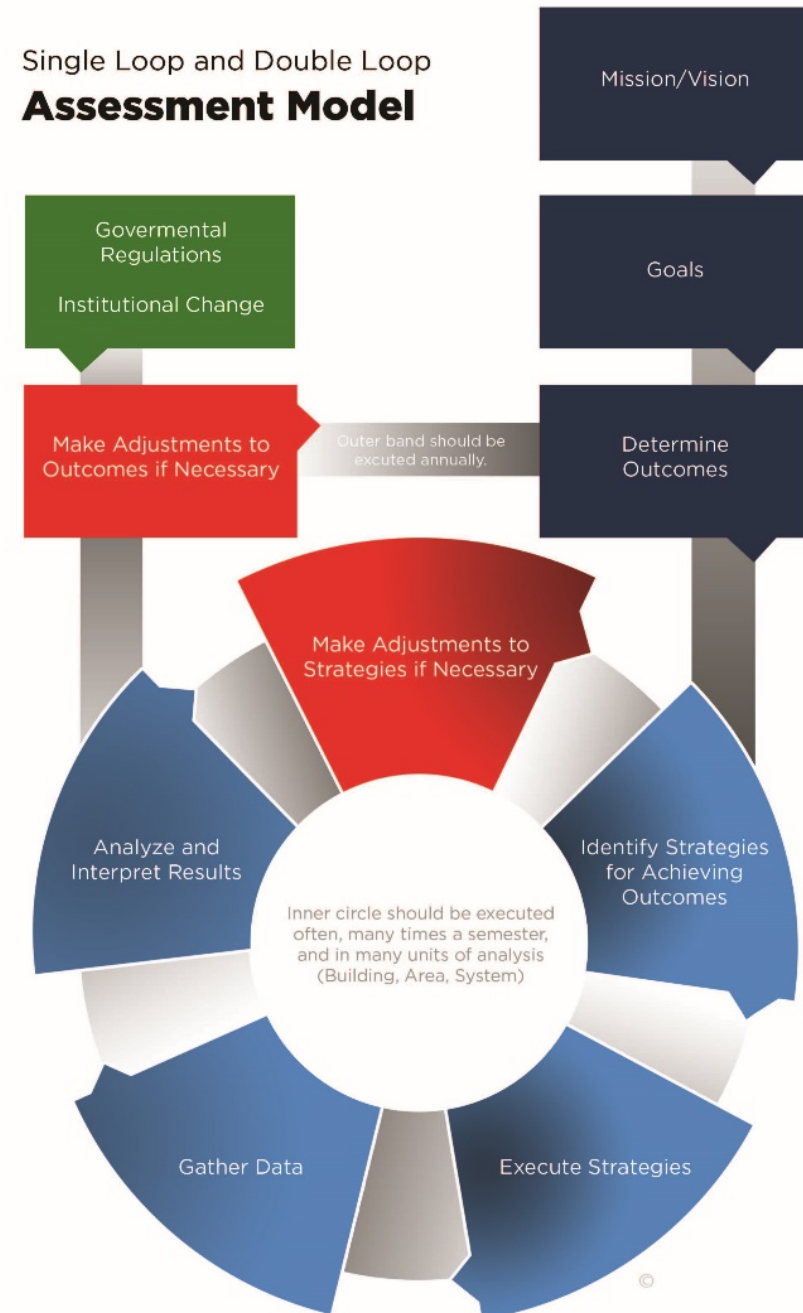 Single Loop and Double Loop
Assessment Model
Mission/Vision
Govermental
Regulations
Institutional Change
Goals
Make Adjustments to
Outcomes if Necessary
Outer band should be
excuted annually.
Determine
Outcomes
Make Adjustments to
Strategies if Necessary
Analyze and
Interpret Results
Identify Strategies
for Achieving
Outcomes
Inner circle should be executed
often, many times a semester,
and in many units of analysis
(Building, Area, System)
Gather Data
Execute Strategies
©